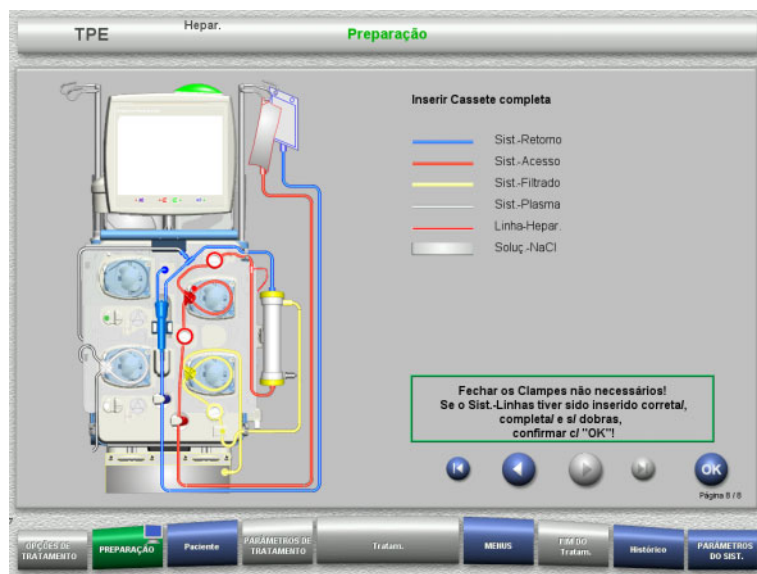 TPE
Hepar.
Preparação
Inserir Cassete completa
Sist.-Retorno
Sist.-Acesso
Sist.-Filtrado
Sist.-Plasma
Linha-Hepar.
Soluç.-NaCl
Fechar os Clampes não necessários!
Se o Sist.-Linhas tiver sido inserido correta/,
completa/ e s/ dobras,
confirmar c/ "OK"!
OK
Página 8 / 8
OPÇÕES DE
TRATAMENTO
PREPARAÇÃO
Paciente
PARÂMETROS DE
TRATAMENTO
Tratam.
MENUS
FIM DO
Tratam.
Histórico
PARÂMETROS
DO SIST.